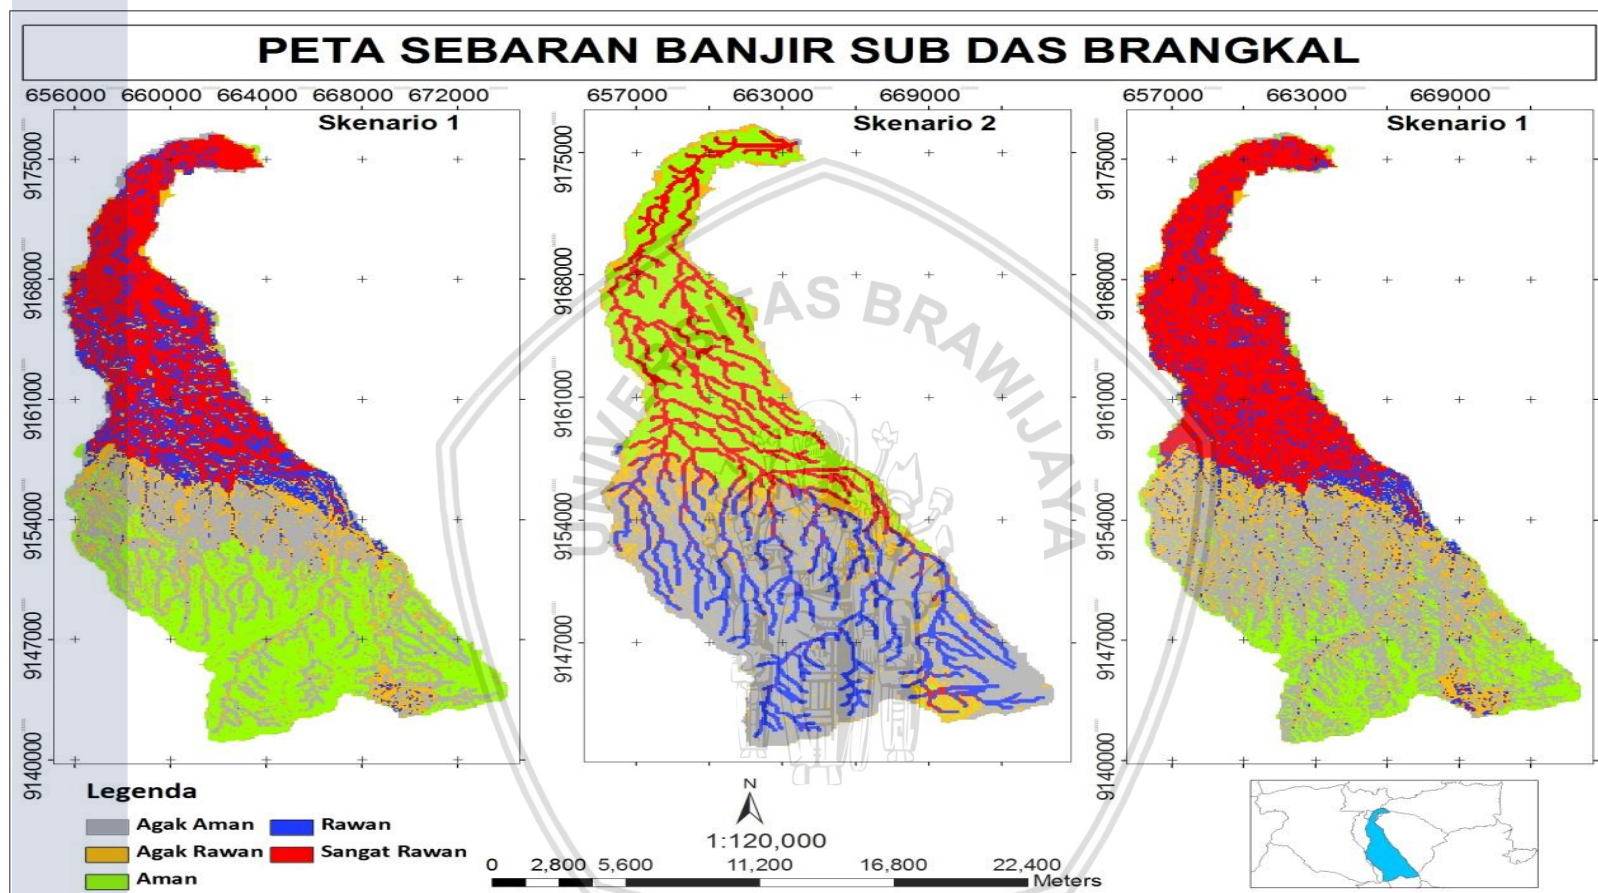 PETA SEBARAN BANJIR SUB DAS BRANGKAL
656000 660000 664000 668000 672000
657000 663000 669000
657000 663000 669000
Skenario 1
Skenario 2
Skenario 1
9175000
9168000
9161000
9154000
9147000
9140000
9175000
9168000
9161000
9154000
9147000
9175000
9168000
9161000
9154000
9147000
9140000
UNIVERSITAS BRAWIJAYA
Legenda
Agak Aman
Rawan
Agak Rawan
Sangat Rawan
Aman
N
1:120,000
0 2,800 5,600 11,200 16,800 22,400
Meters